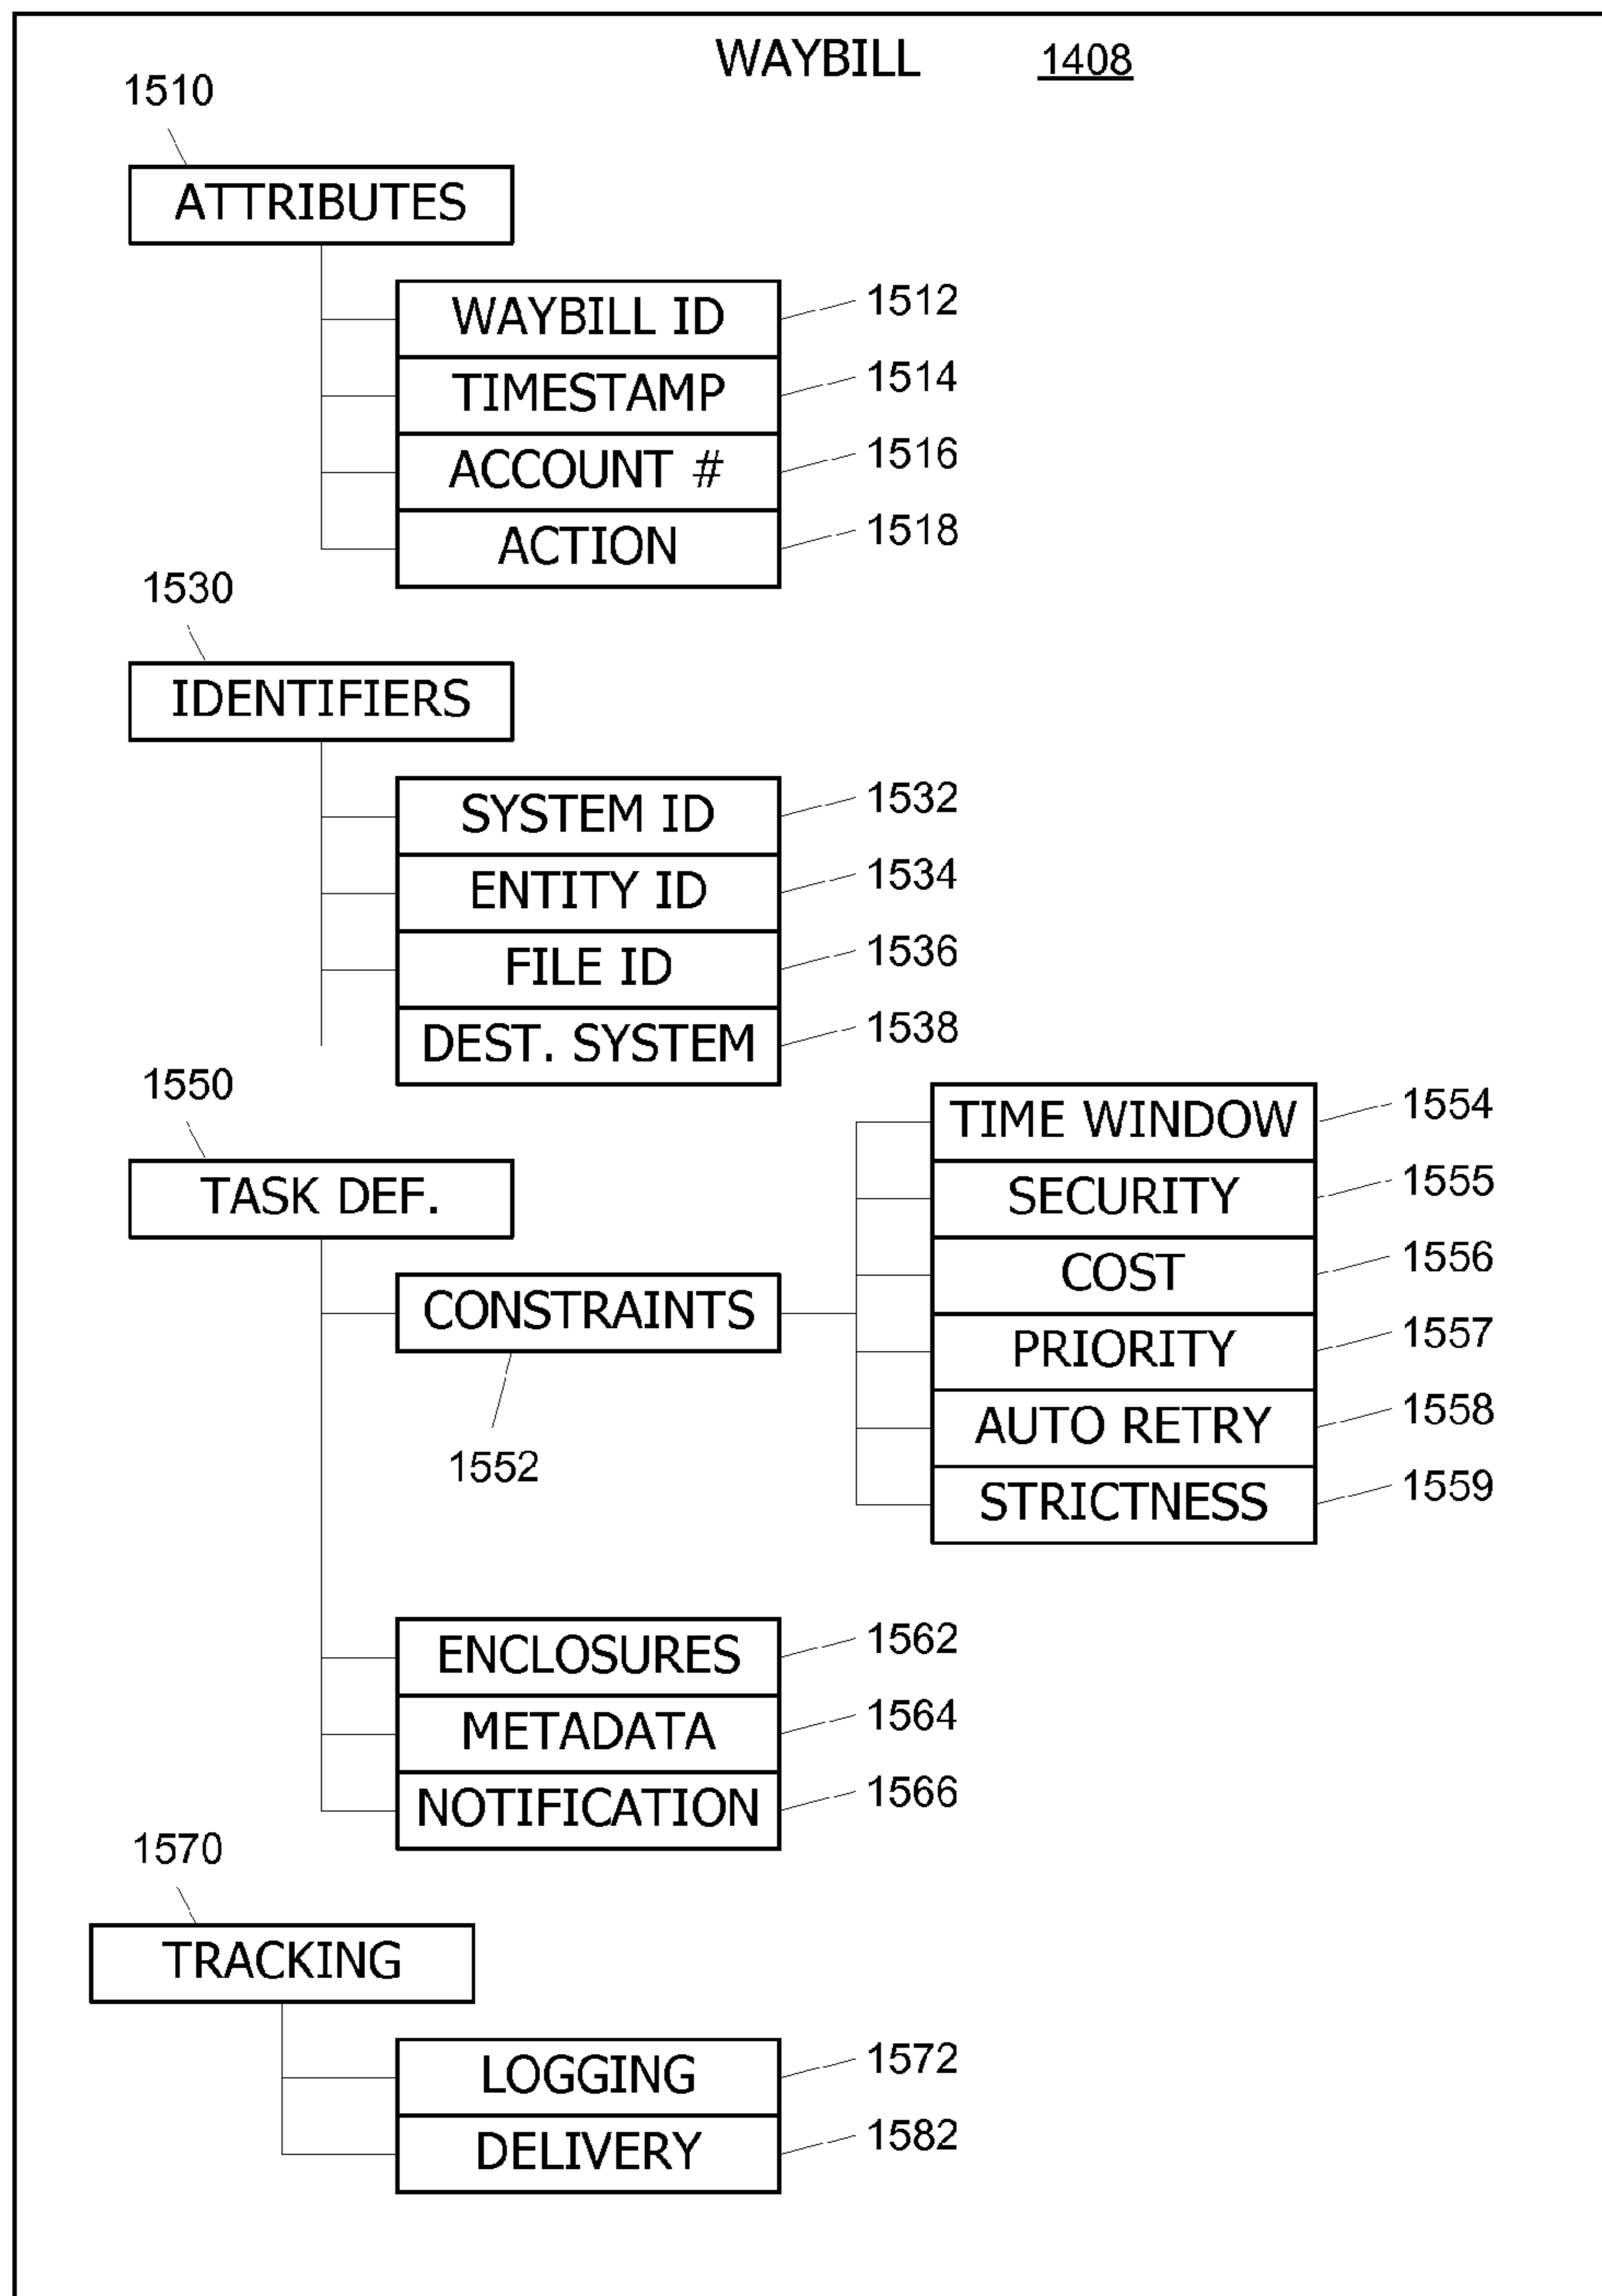 WAYBILL 1408
1510
ATTRIBUTES
WAYBILL ID 1512
TIMESTAMP 1514
ACCOUNT # 1516
ACTION 1518
1530
IDENTIFIERS
SYSTEM ID 1532
ENTITY ID 1534
FILE ID 1536
DEST. SYSTEM 1538
1550
TASK DEF.
CONSTRAINTS
1552
TIME WINDOW 1554
SECURITY 1555
COST 1556
PRIORITY 1557
AUTO RETRY 1558
STRICTNESS 1559
ENCLOSURES 1562
METADATA 1564
NOTIFICATION 1566
1570
TRACKING
LOGGING 1572
DELIVERY 1582